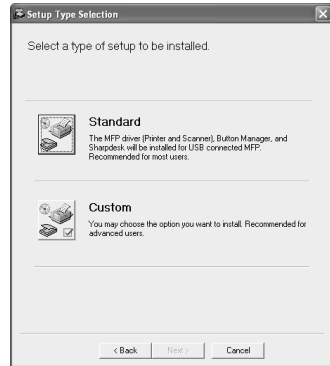 Setup Type Selection
Select a type of setup to be installed.
Standard
The MFP driver (Printer and Scanner), Button Manager, and
Sharpdesk will be installed for USB connected MFP.
Recommended for most users.
Custom
You may choose the option you want to install. Recommended for
advanced users.
< Back
Next >
Cancel